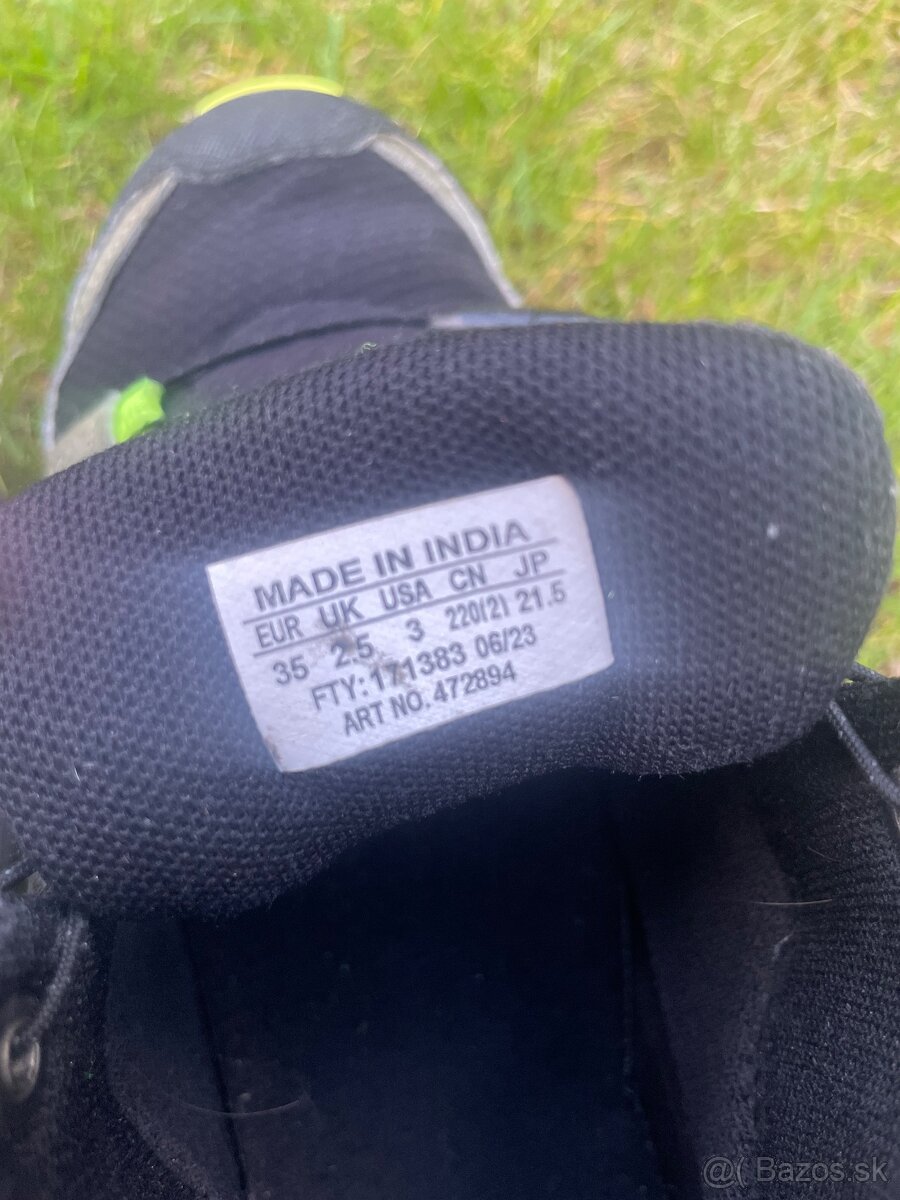 MADE IN INDIA
EUR UK USA CN JP
35 2.5 3 220(2) 21.5
FTY: 171383 06/23
ART NO. 472894
@( Bazos.sk